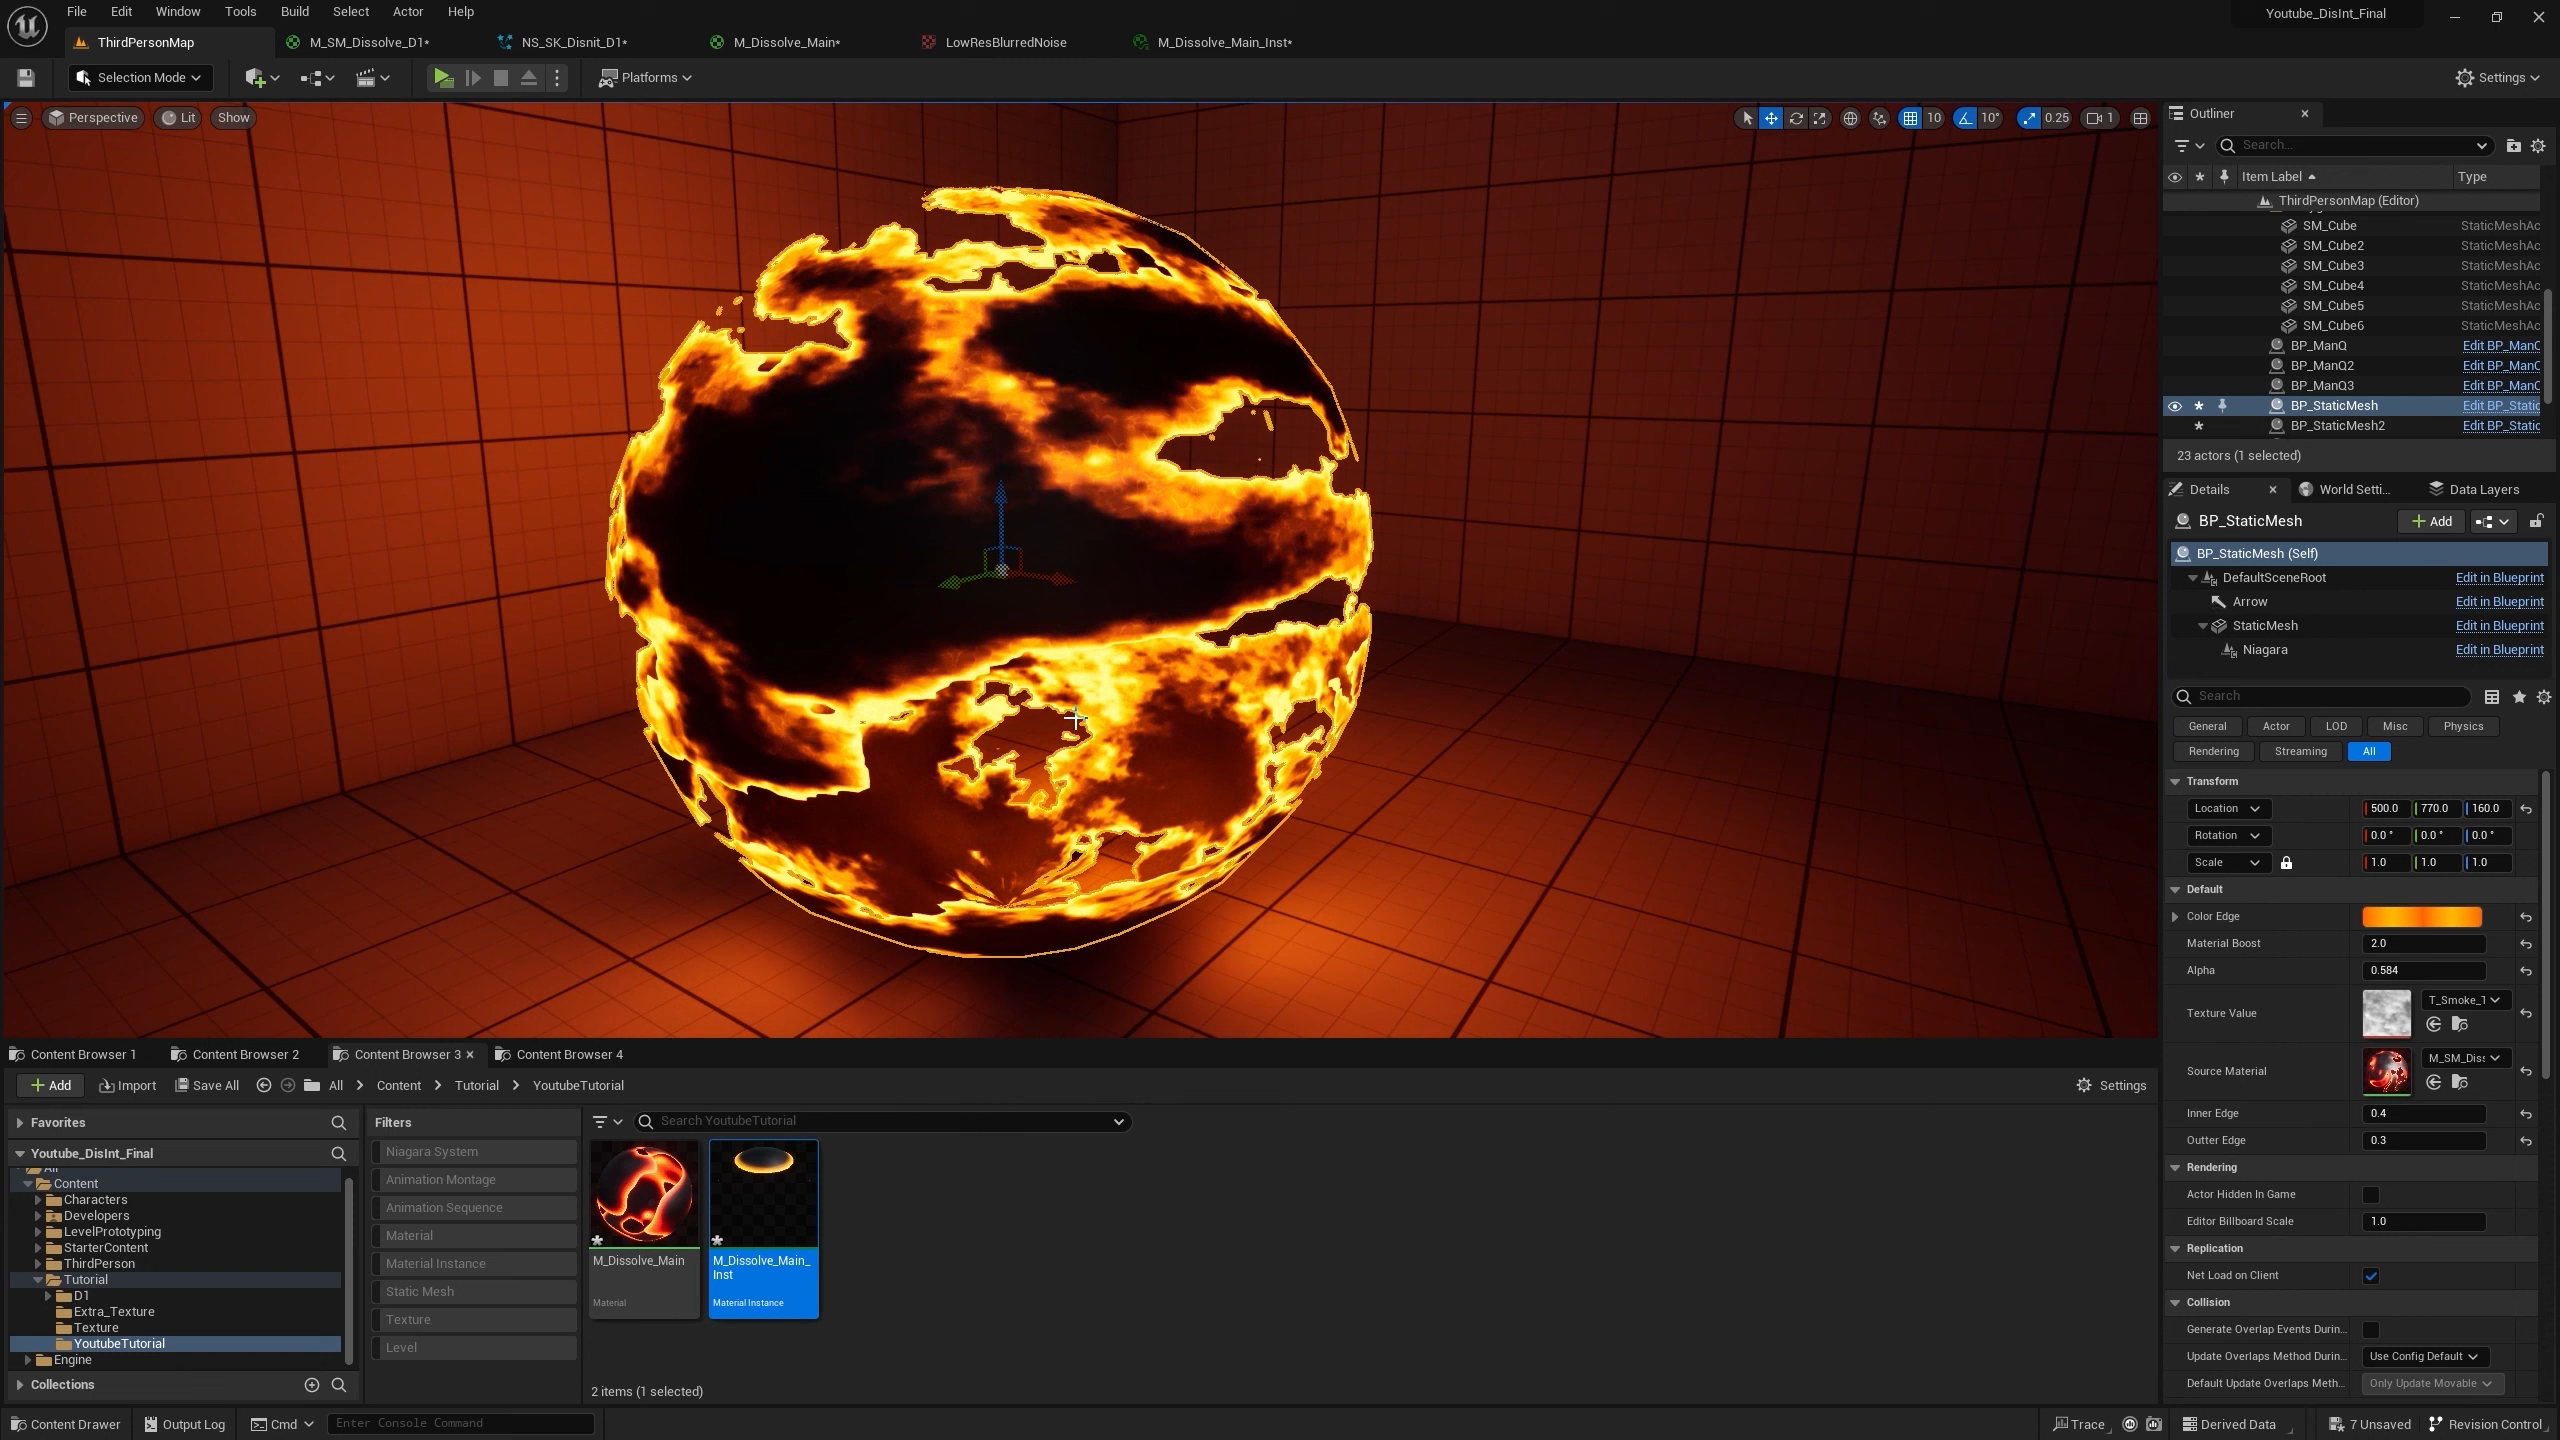 File Edit Window Tools Build Select Actor Help
Youtube_DisInt_Final
ThirdPersonMap M_SM_Dissolve_D1* NS_SK_Disnit_D1* M_Dissolve_Main* LowResBlurredNoise M_Dissolve_Main_Inst*
Selection Mode Platforms Settings
Perspective Lit Show 10 10° 0.25 1
Outliner
Search...
Item Label Type
ThirdPersonMap (Editor)
SM_Cube StaticMeshAc
SM_Cube2 StaticMeshAc
SM_Cube3 StaticMeshAc
SM_Cube4 StaticMeshAc
SM_Cube5 StaticMeshAc
SM_Cube6 StaticMeshAc
BP_ManQ Edit BP_ManC
BP_ManQ2 Edit BP_ManC
BP_ManQ3 Edit BP_ManC
BP_StaticMesh Edit BP_Static
BP_StaticMesh2 Edit BP_Static
23 actors (1 selected)
Details World Setti... Data Layers
BP_StaticMesh Add
BP_StaticMesh (Self)
DefaultSceneRoot Edit in Blueprint
Arrow Edit in Blueprint
StaticMesh Edit in Blueprint
Niagara Edit in Blueprint
Search
General Actor LOD Misc Physics
Rendering Streaming All
Transform
Location 500.0 770.0 160.0
Rotation 0.0° 0.0° 0.0°
Scale 1.0 1.0 1.0
Default
Color Edge
Material Boost 2.0
Alpha 0.584
Texture Value T_Smoke_T
Source Material M_SM_Diss
Inner Edge 0.4
Outter Edge 0.3
Rendering
Actor Hidden In Game
Editor Billboard Scale 1.0
Replication
Net Load on Client
Collision
Generate Overlap Events Durin...
Update Overlaps Method Durin... Use Config Default
Default Update Overlaps Meth... Only Update Movable
Content Browser 1 Content Browser 2 Content Browser 3 Content Browser 4
Add Import Save All All Content Tutorial YoutubeTutorial Settings
Favorites
Youtube_DisInt_Final
All
Content
Characters
Developers
LevelPrototyping
StarterContent
ThirdPerson
Tutorial
D1
Extra_Texture
Texture
YoutubeTutorial
Engine
Collections
Filters
Niagara System
Animation Montage
Animation Sequence
Material
Material Instance
Static Mesh
Texture
Level
Search YoutubeTutorial
M_Dissolve_Main
Material
M_Dissolve_Main_
Inst
Material Instance
2 items (1 selected)
Content Drawer Output Log Cmd Enter Console Command Trace Derived Data 7 Unsaved Revision Control